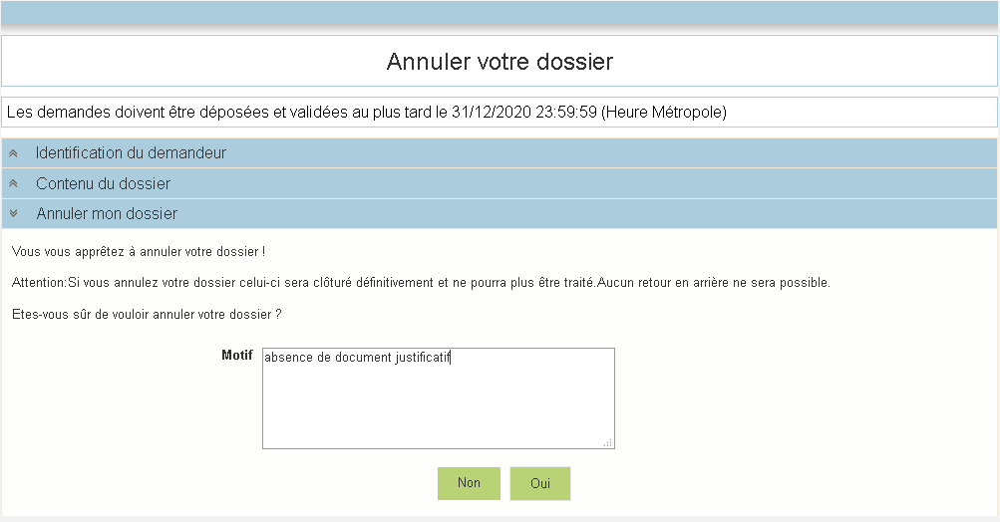 Annuler votre dossier
Les demandes doivent être déposées et validées au plus tard le 31/12/2020 23:59:59 (Heure Métropole)
Identification du demandeur
Contenu du dossier
Annuler mon dossier
Vous vous apprêtez à annuler votre dossier !
Attention:Si vous annulez votre dossier celui-ci sera clôturé définitivement et ne pourra plus être traité.Aucun retour en arrière ne sera possible.
Etes-vous sûr de vouloir annuler votre dossier ?
Motif absence de document justificatif
Non Oui